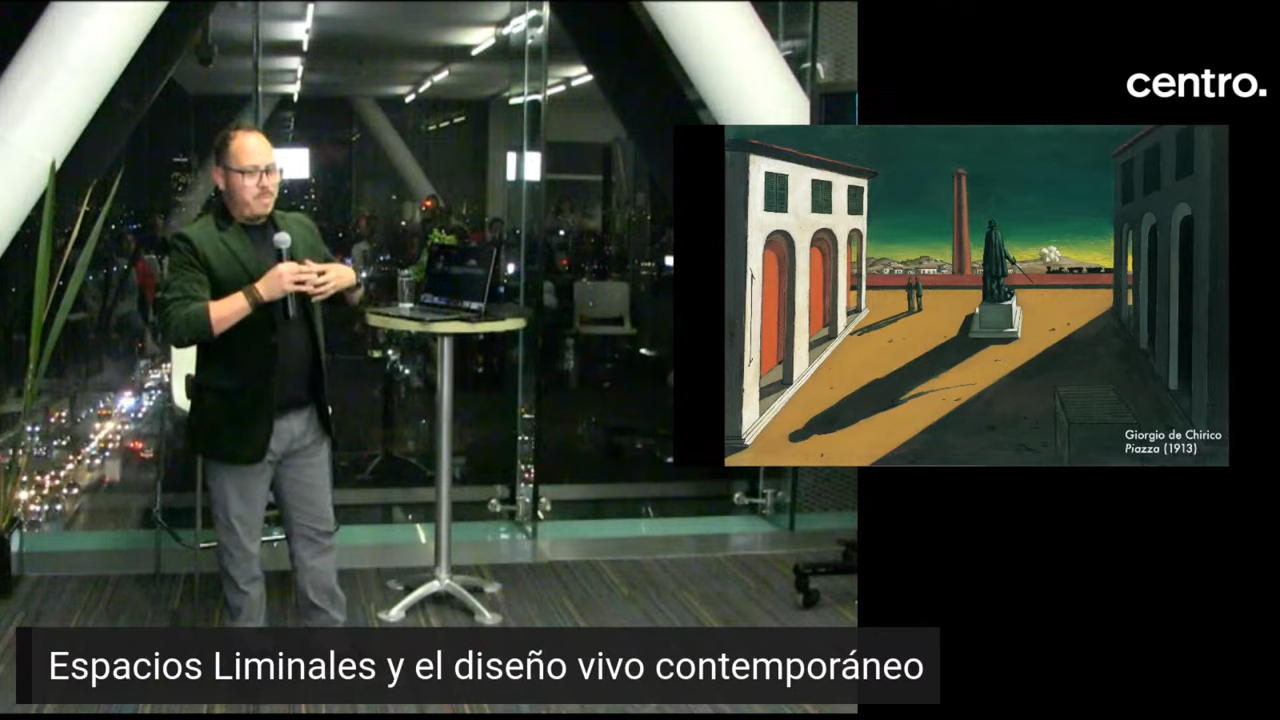 centro.
Giorgio de Chirico
Piazza (1913)
Espacios Liminales y el diseño vivo contemporáneo